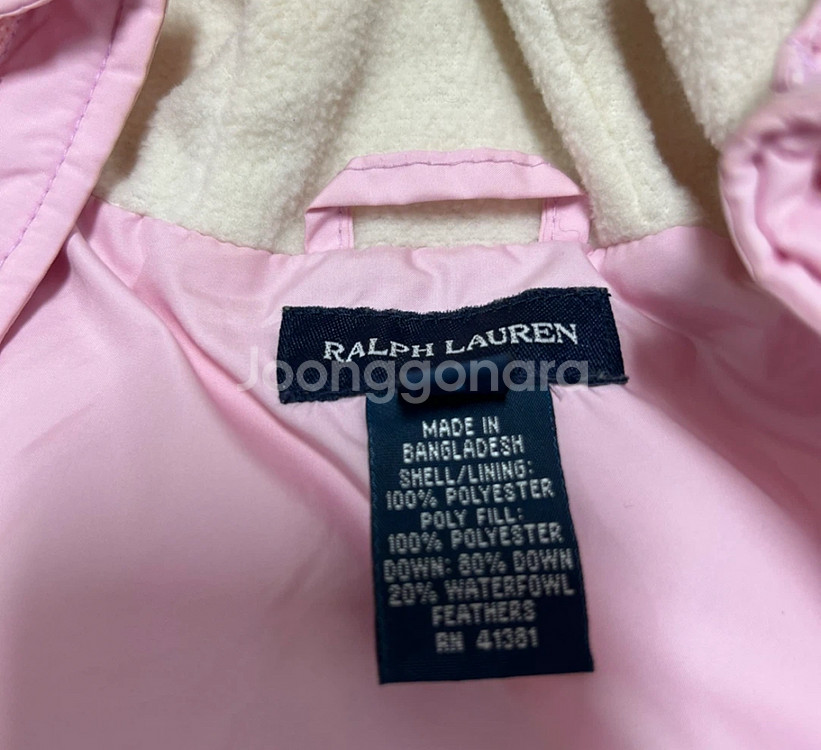 RALPH LAUREN
Joonggonara
MADE IN
BANGLADESH
SHELL/LINING:
100% POLYESTER
POLY FILL:
100% POLYESTER
DOWN: 80% DOWN
20% WATERFOWL
FEATHERS
RN 41381